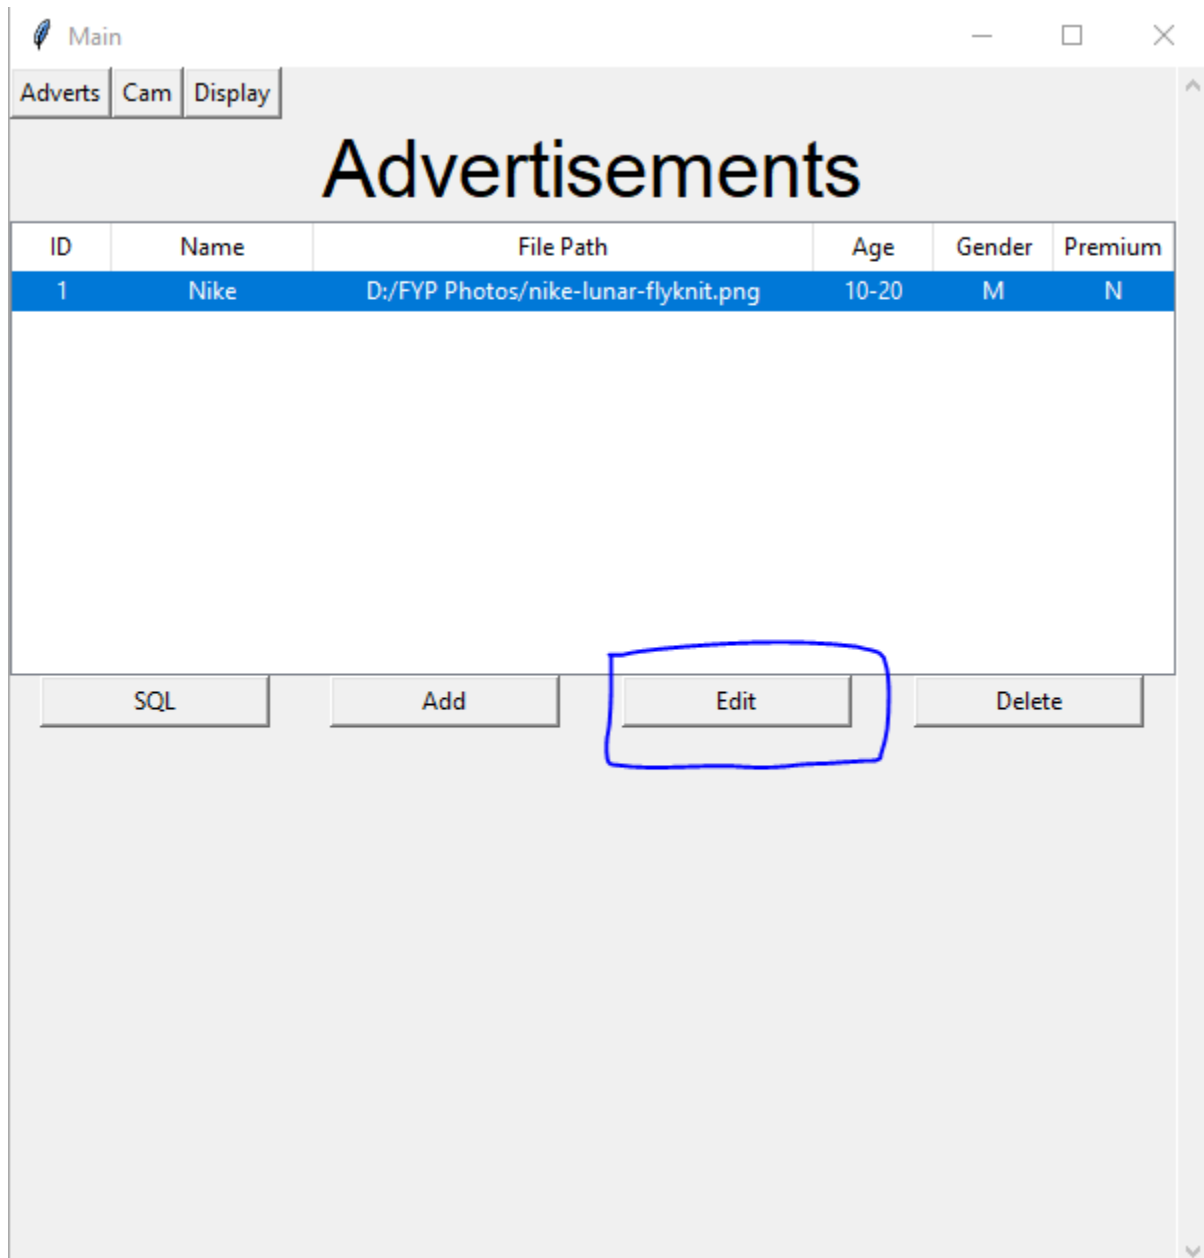 Main
Adverts Cam Display
Advertisements
ID Name File Path Age Gender Premium
1 Nike D:/FYP Photos/nike-lunar-flyknit.png 10-20 M N
SQL Add Edit Delete